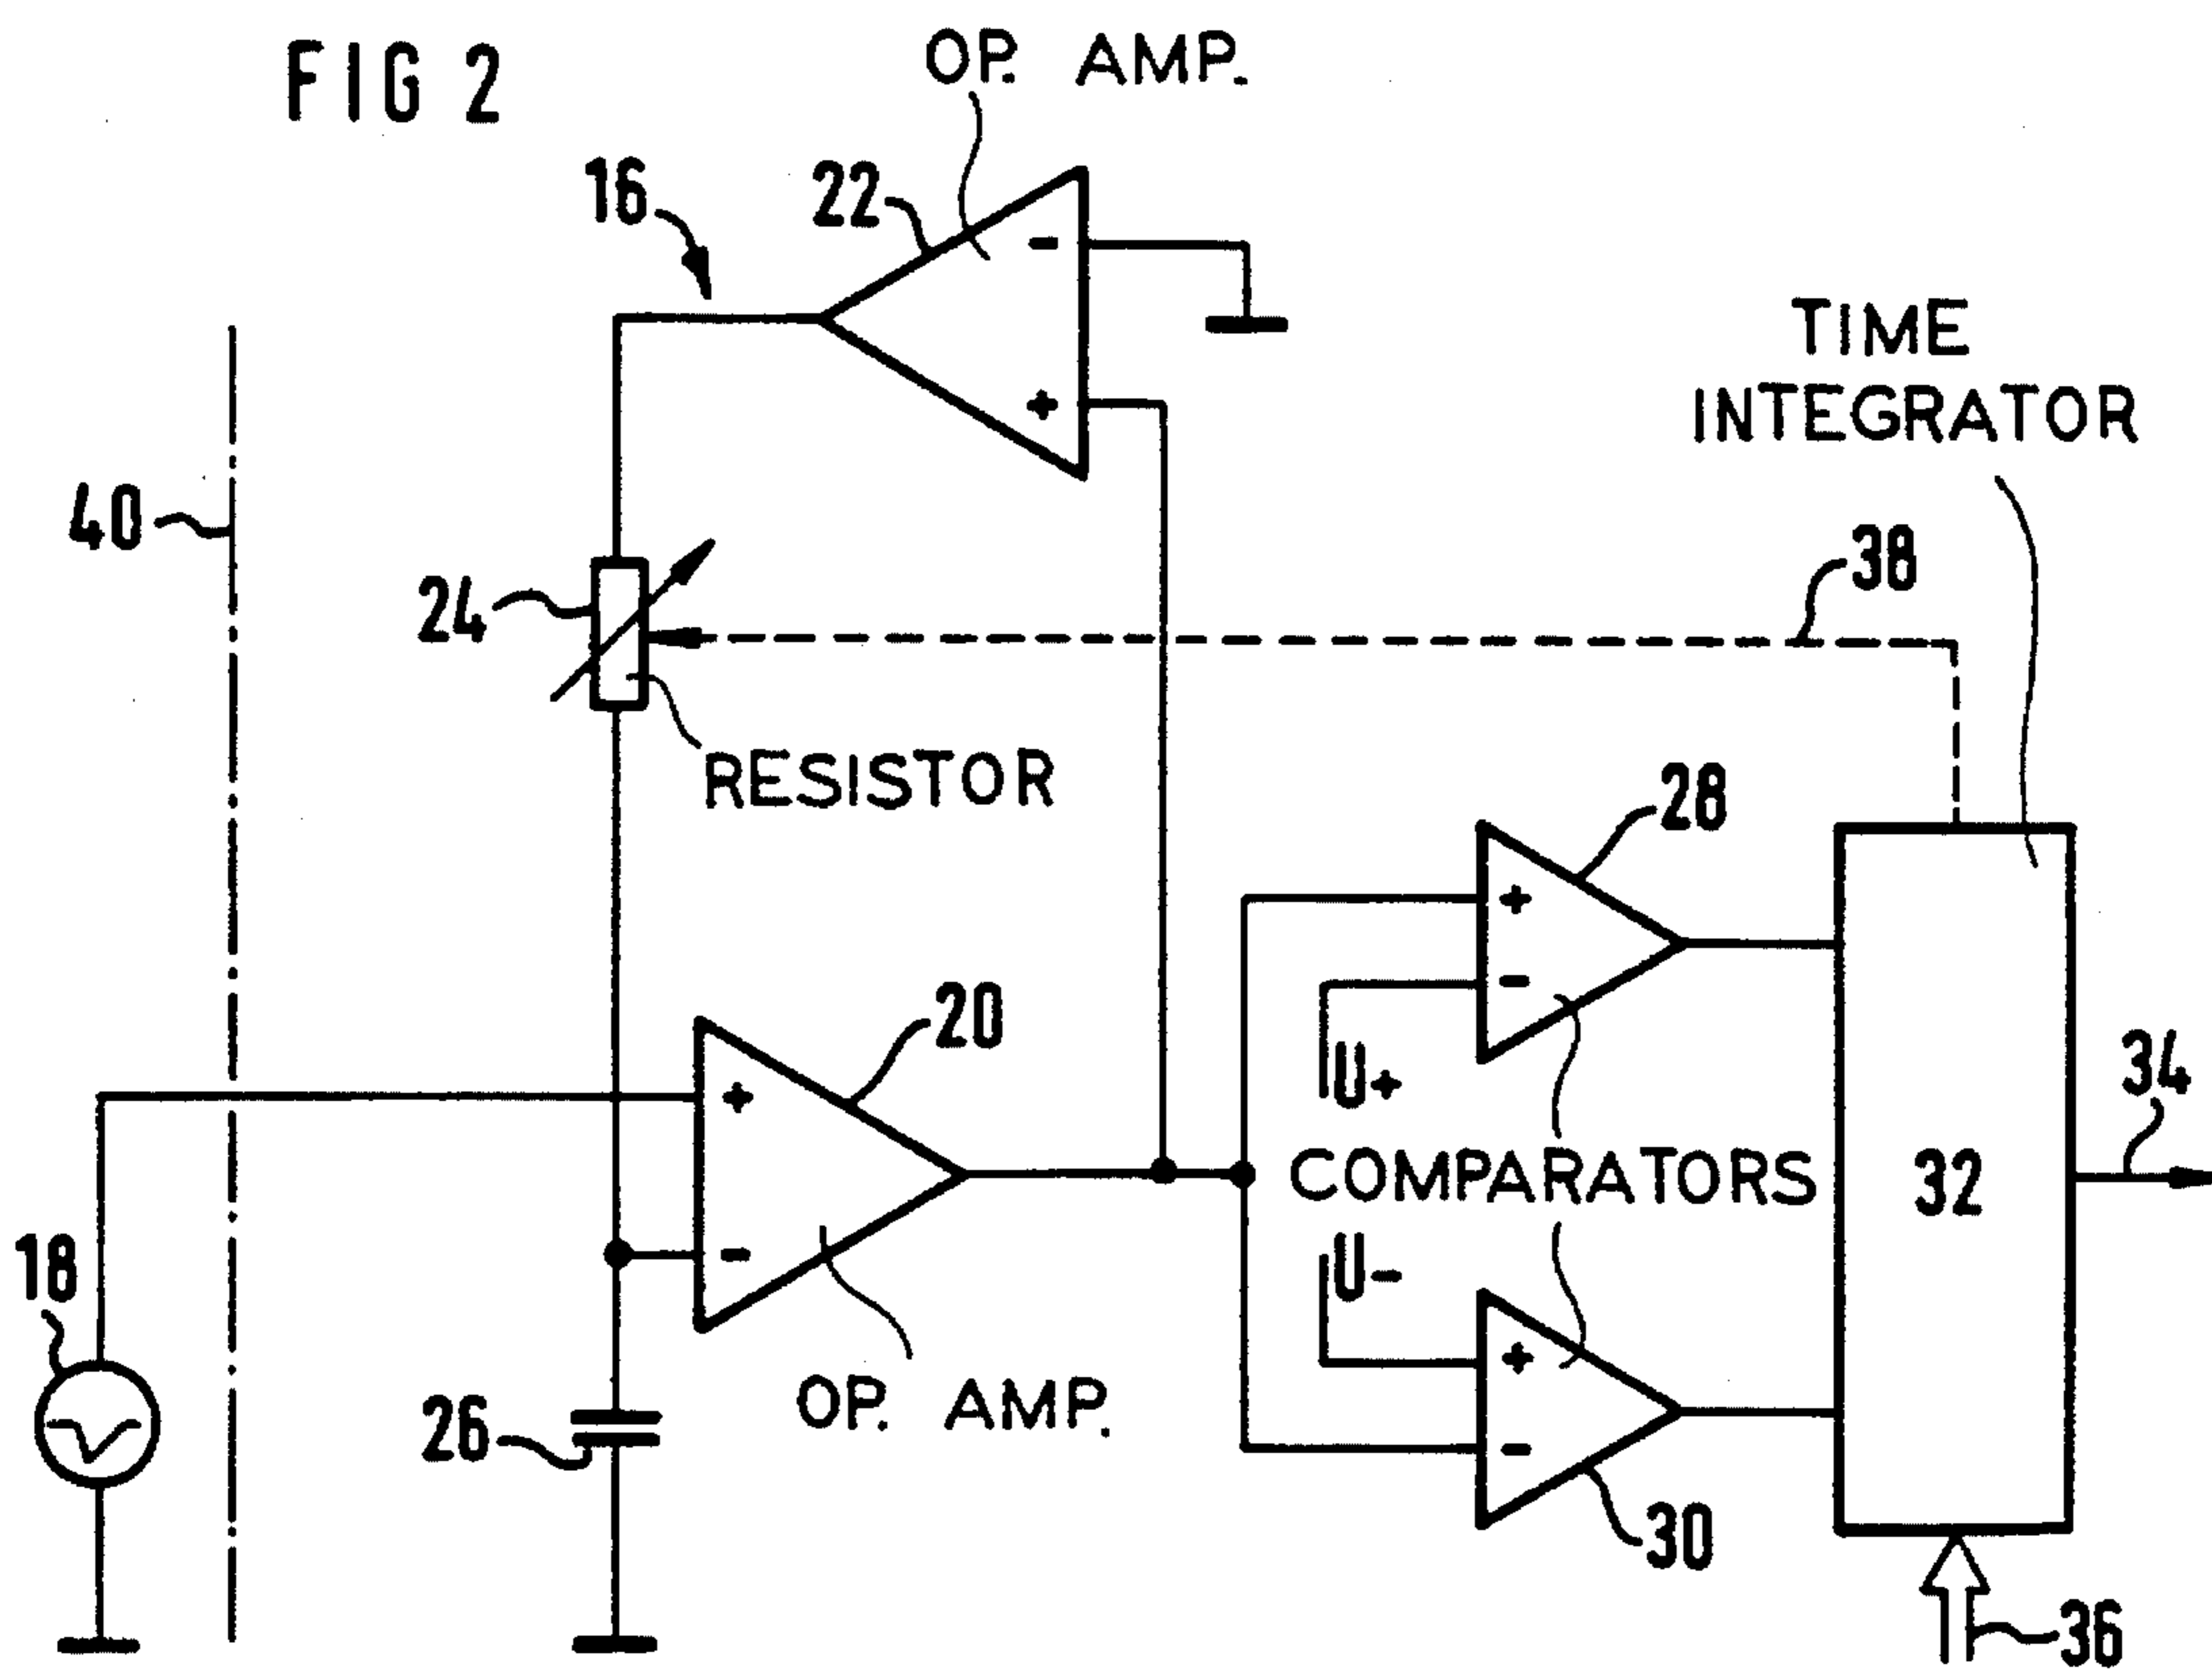 FIG 2
OP. AMP.
16
22
-
+
TIME
INTEGRATOR
40
38
24
RESISTOR
28
+
-
20
U+
34
+
COMPARATORS
32
18
-
U-
26
OP. AMP.
+
-
30
36